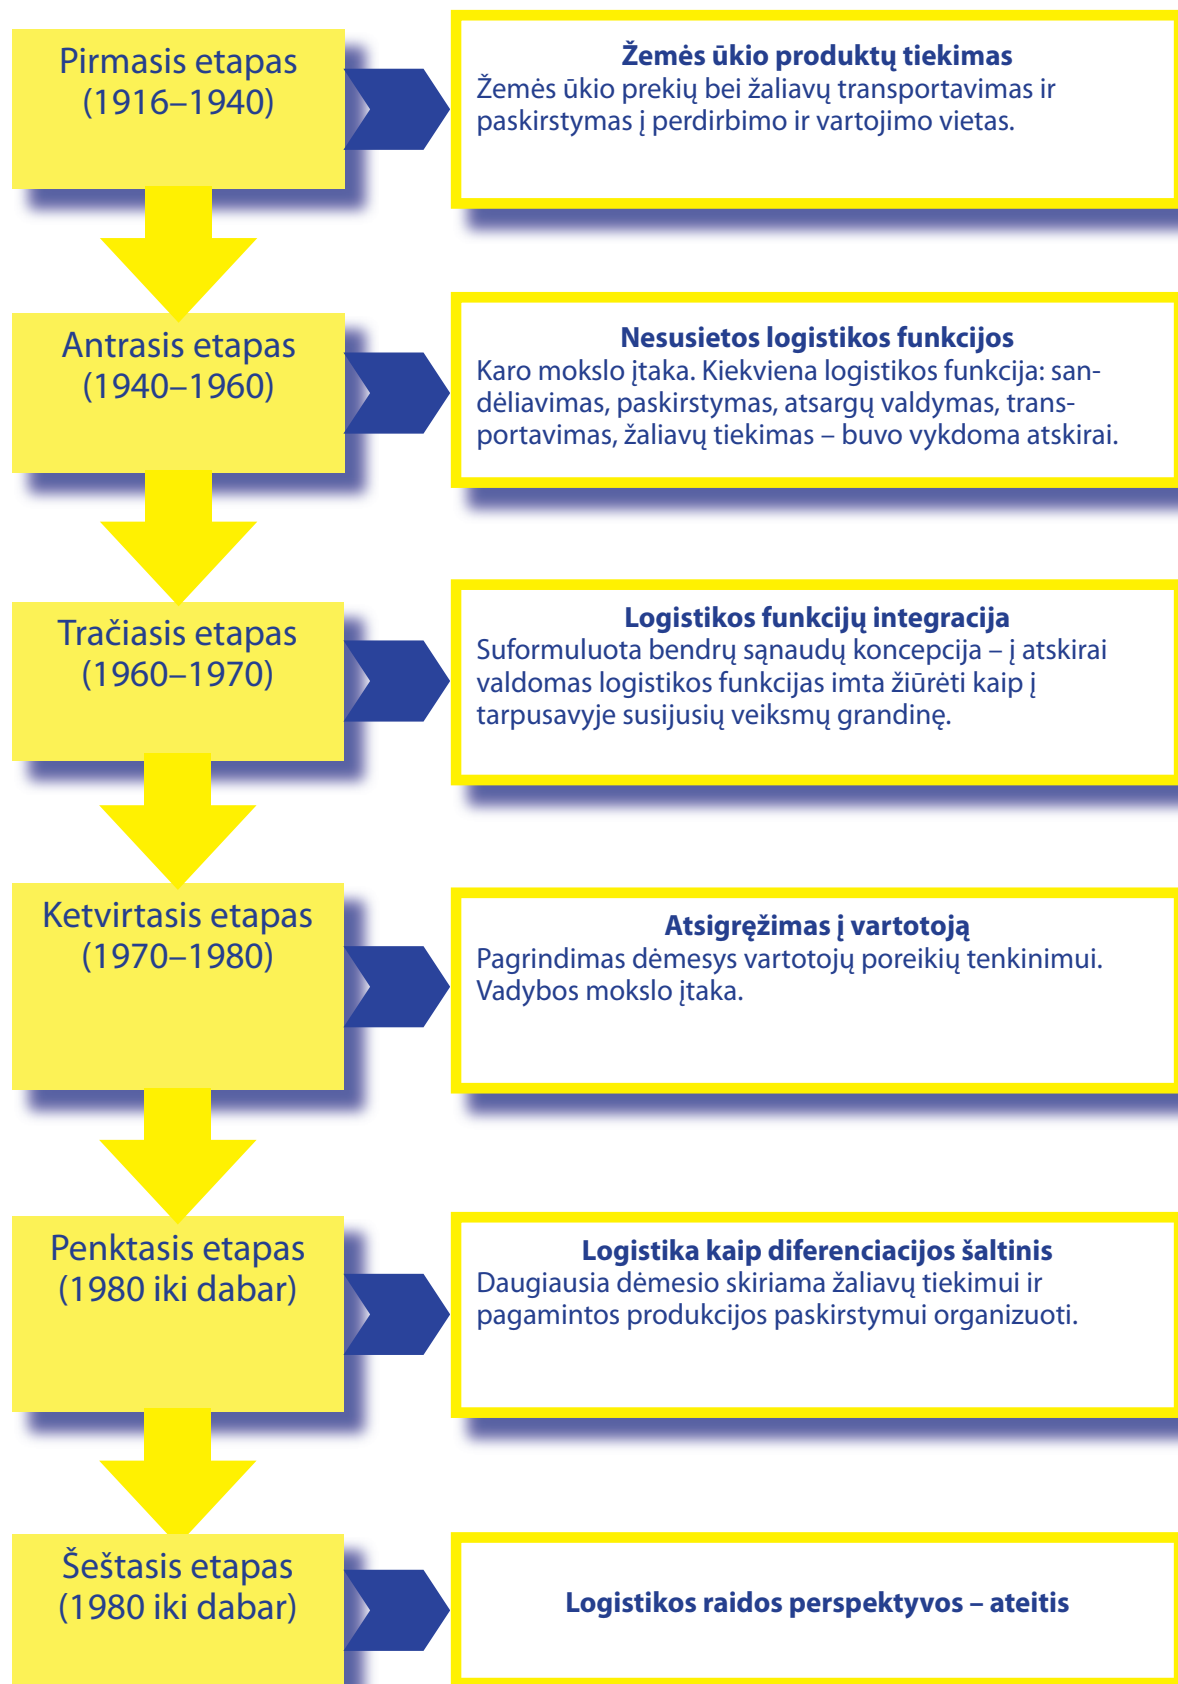 Pirmasis etapas
(1916–1940)
Žemės ūkio produktų tiekimas
Žemės ūkio prekių bei žaliavų transportavimas ir
paskirstymas į perdirbimo ir vartojimo vietas.
Antrasis etapas
(1940–1960)
Nesusietos logistikos funkcijos
Karo mokslo įtaka. Kiekviena logistikos funkcija: san-
dėliavimas, paskirstymas, atsargų valdymas, trans-
portavimas, žaliavų tiekimas – buvo vykdoma atskirai.
Tračiasis etapas
(1960–1970)
Logistikos funkcijų integracija
Suformuluota bendrų sąnaudų koncepcija – į atskirai
valdomas logistikos funkcijas imta žiūrėti kaip į
tarpusavyje susijusių veiksmų grandinę.
Ketvirtasis etapas
(1970–1980)
Atsigręžimas į vartotoją
Pagrindimas dėmesys vartotojų poreikių tenkinimui.
Vadybos mokslo įtaka.
Penktasis etapas
(1980 iki dabar)
Logistika kaip diferenciacijos šaltinis
Daugiausia dėmesio skiriama žaliavų tiekimui ir
pagamintos produkcijos paskirstymui organizuoti.
Šeštasis etapas
(1980 iki dabar)
Logistikos raidos perspektyvos – ateitis